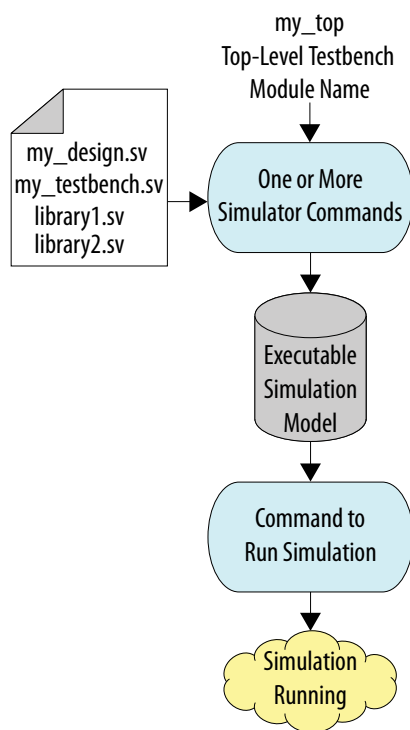 my_top
Top-Level Testbench
Module Name
my_design.sv
my_testbench.sv
library1.sv
library2.sv
One or More
Simulator Commands
Executable
Simulation
Model
Command to
Run Simulation
Simulation
Running